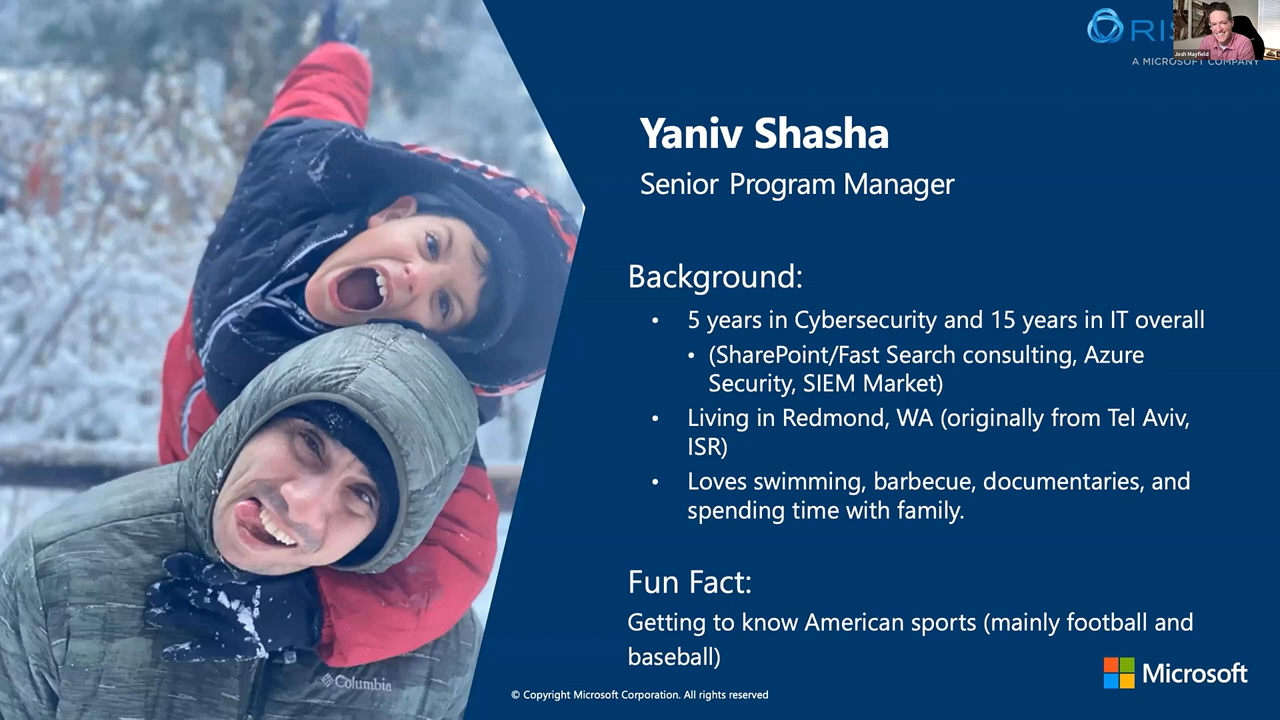 RIS
Josh Mayfield
A MICROSOFT COMPANY
Yaniv Shasha
Senior Program Manager
Background:
• 5 years in Cybersecurity and 15 years in IT overall
• (SharePoint/Fast Search consulting, Azure
Security, SIEM Market)
• Living in Redmond, WA (originally from Tel Aviv,
ISR)
• Loves swimming, barbecue, documentaries, and
spending time with family.
Fun Fact:
Getting to know American sports (mainly football and
baseball)
Columbia
Microsoft
© Copyright Microsoft Corporation. All rights reserved